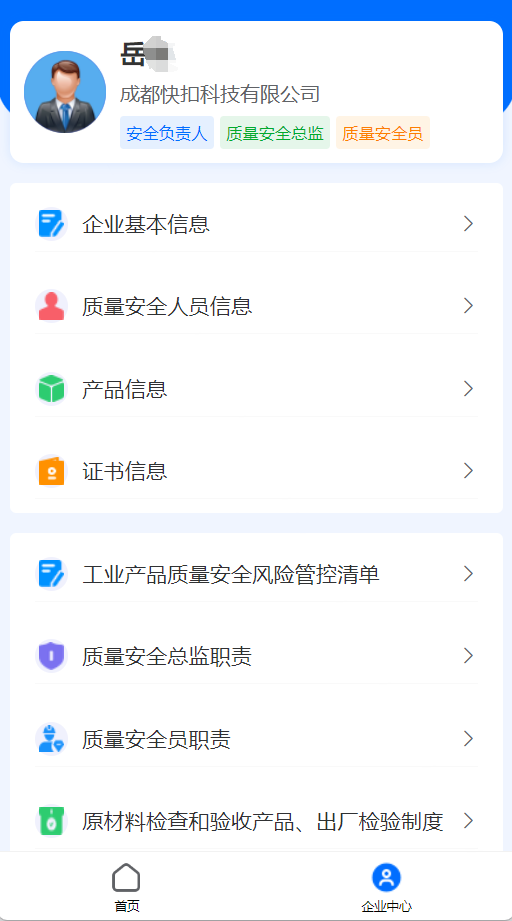 岳
成都快扣科技有限公司
安全负责人 质量安全总监 质量安全员
企业基本信息
质量安全人员信息
产品信息
证书信息
工业产品质量安全风险管控清单
质量安全总监职责
质量安全员职责
原材料检查和验收产品、出厂检验制度
首页 企业中心